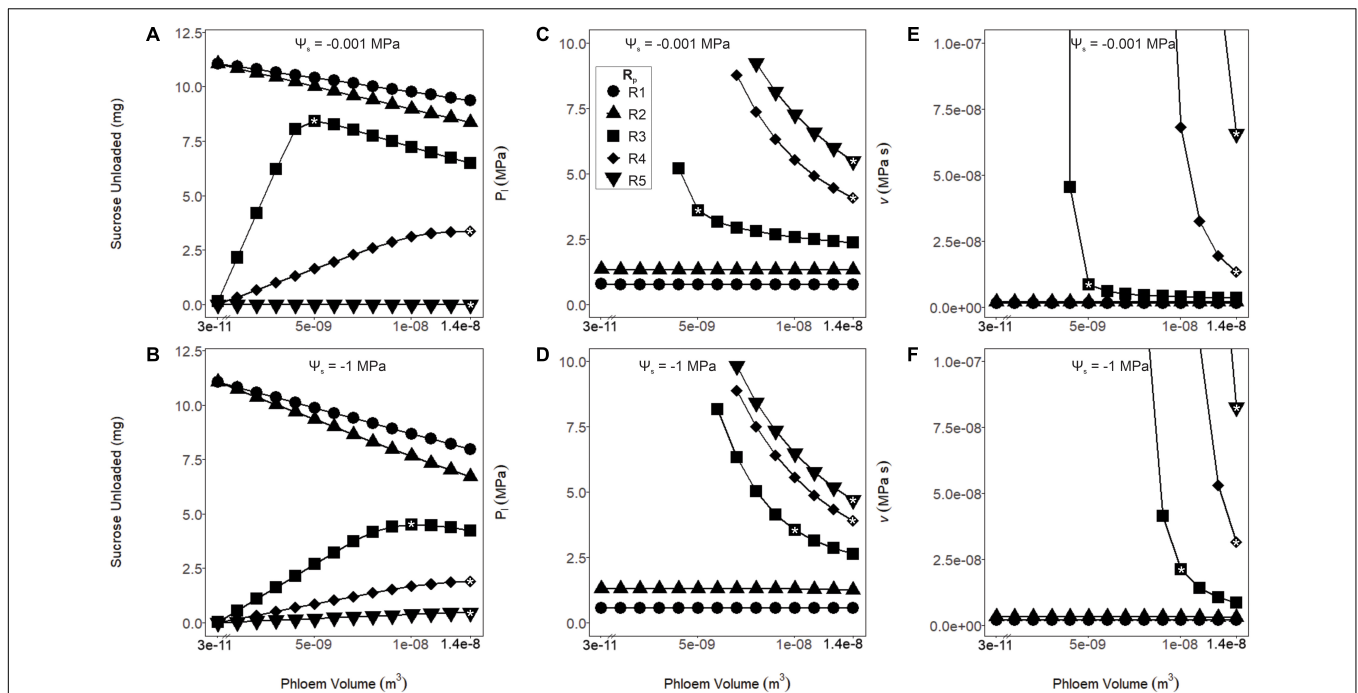 A
Ψs = -0.001 MPa
12.5
10.0
7.5
5.0
2.5
0.0
Sucrose Unloaded (mg)
3e-11
5e-09
1e-08
1.4e-8
C
Ψs = -0.001 MPa
10.0
7.5
5.0
2.5
0.0
Pl (MPa)
Rp
R1
R2
R3
R4
R5
3e-11
5e-09
1e-08
1.4e-8
E
Ψs = -0.001 MPa
1.0e-07
7.5e-08
5.0e-08
2.5e-08
0.0e+00
v (MPa s)
3e-11
5e-09
1e-08
1.4e-8
B
Ψs = -1 MPa
12.5
10.0
7.5
5.0
2.5
0.0
Sucrose Unloaded (mg)
3e-11
5e-09
1e-08
1.4e-8
Phloem Volume (m³)
D
Ψs = -1 MPa
10.0
7.5
5.0
2.5
0.0
Pl (MPa)
3e-11
5e-09
1e-08
1.4e-8
Phloem Volume (m³)
F
Ψs = -1 MPa
1.0e-07
7.5e-08
5.0e-08
2.5e-08
0.0e+00
v (MPa s)
3e-11
5e-09
1e-08
1.4e-8
Phloem Volume (m³)